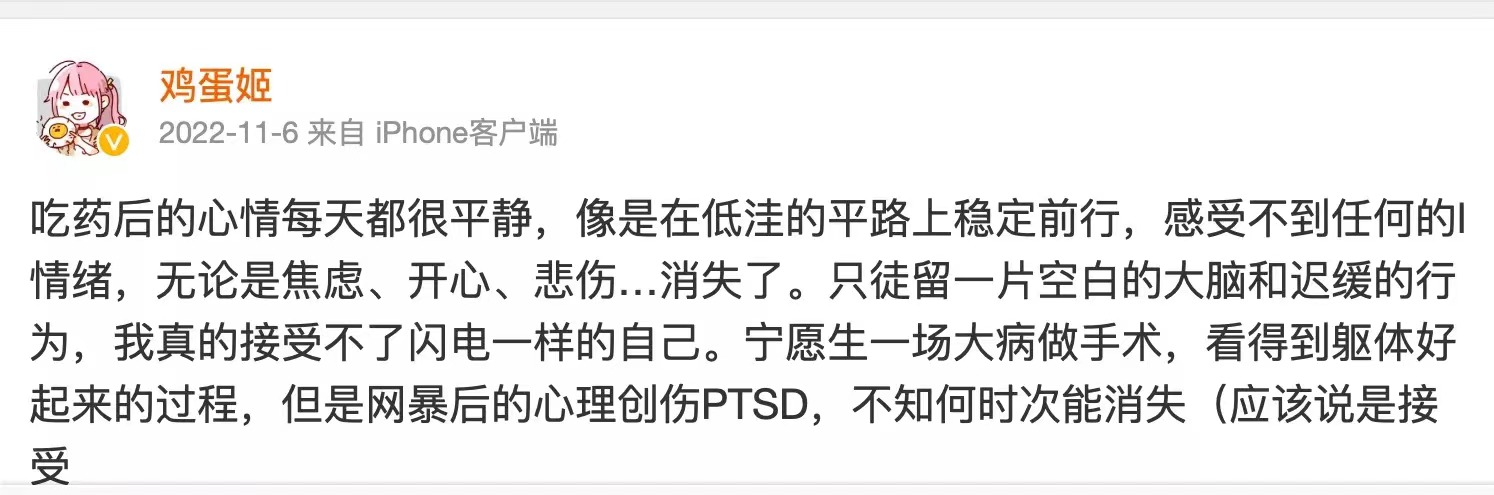 鸡蛋姬
2022-11-6 来自 iPhone客户端
吃药后的心情每天都很平静，像是在低洼的平路上稳定前行，感受不到任何的l
情绪，无论是焦虑、开心、悲伤...消失了。只徒留一片空白的大脑和迟缓的行
为，我真的接受不了闪电一样的自己。宁愿生一场大病做手术，看得到躯体好
起来的过程，但是网暴后的心理创伤PTSD，不知何时次能消失（应该说是接
受